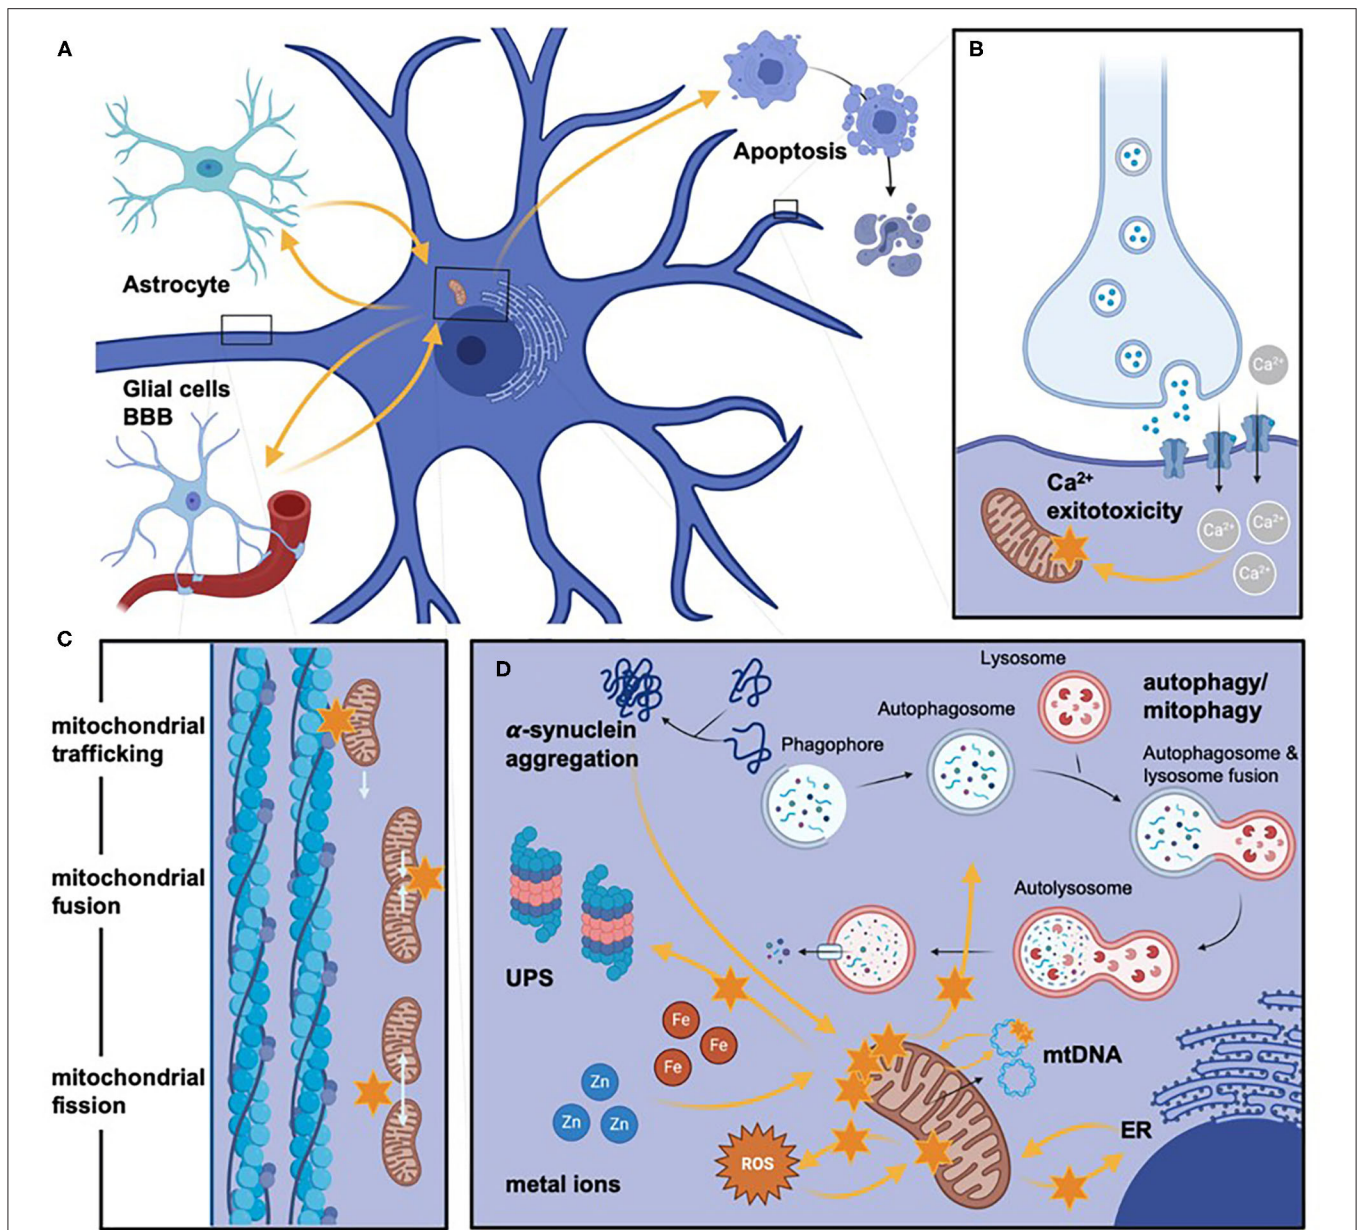 A
Astrocyte
Glial cells
BBB
Apoptosis
B
Ca²⁺
Ca²⁺
exitotoxicity
Ca²⁺
Ca²⁺
Ca²⁺
C
mitochondrial
trafficking
mitochondrial
fusion
mitochondrial
fission
D
α-synuclein
aggregation
Phagophore
Autophagosome
Lysosome
autophagy/
mitophagy
Autophagosome &
lysosome fusion
Autolysosome
UPS
Fe
Fe
Fe
Zn
Zn
Zn
metal ions
ROS
mtDNA
ER